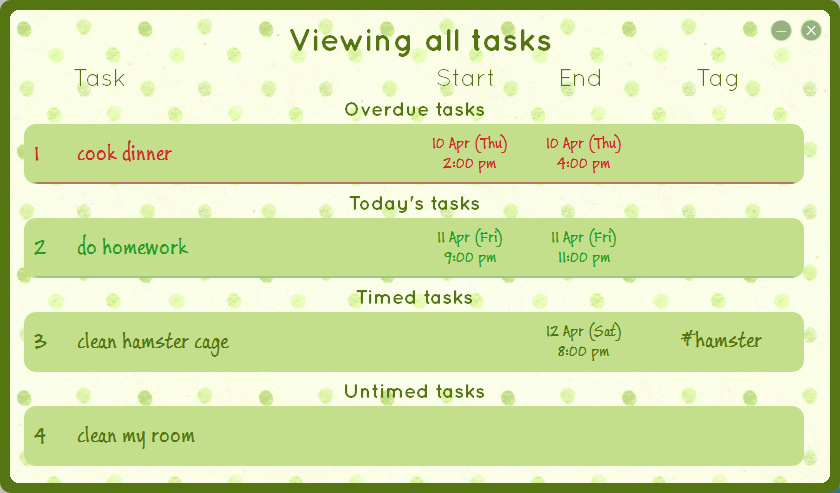 Viewing all tasks
Task Start End Tag
Overdue tasks
1 cook dinner 10 Apr (Thu) 2:00 pm 10 Apr (Thu) 4:00 pm
Today's tasks
2 do homework 11 Apr (Fri) 9:00 pm 11 Apr (Fri) 11:00 pm
Timed tasks
3 clean hamster cage 12 Apr (Sat) 8:00 pm #hamster
Untimed tasks
4 clean my room